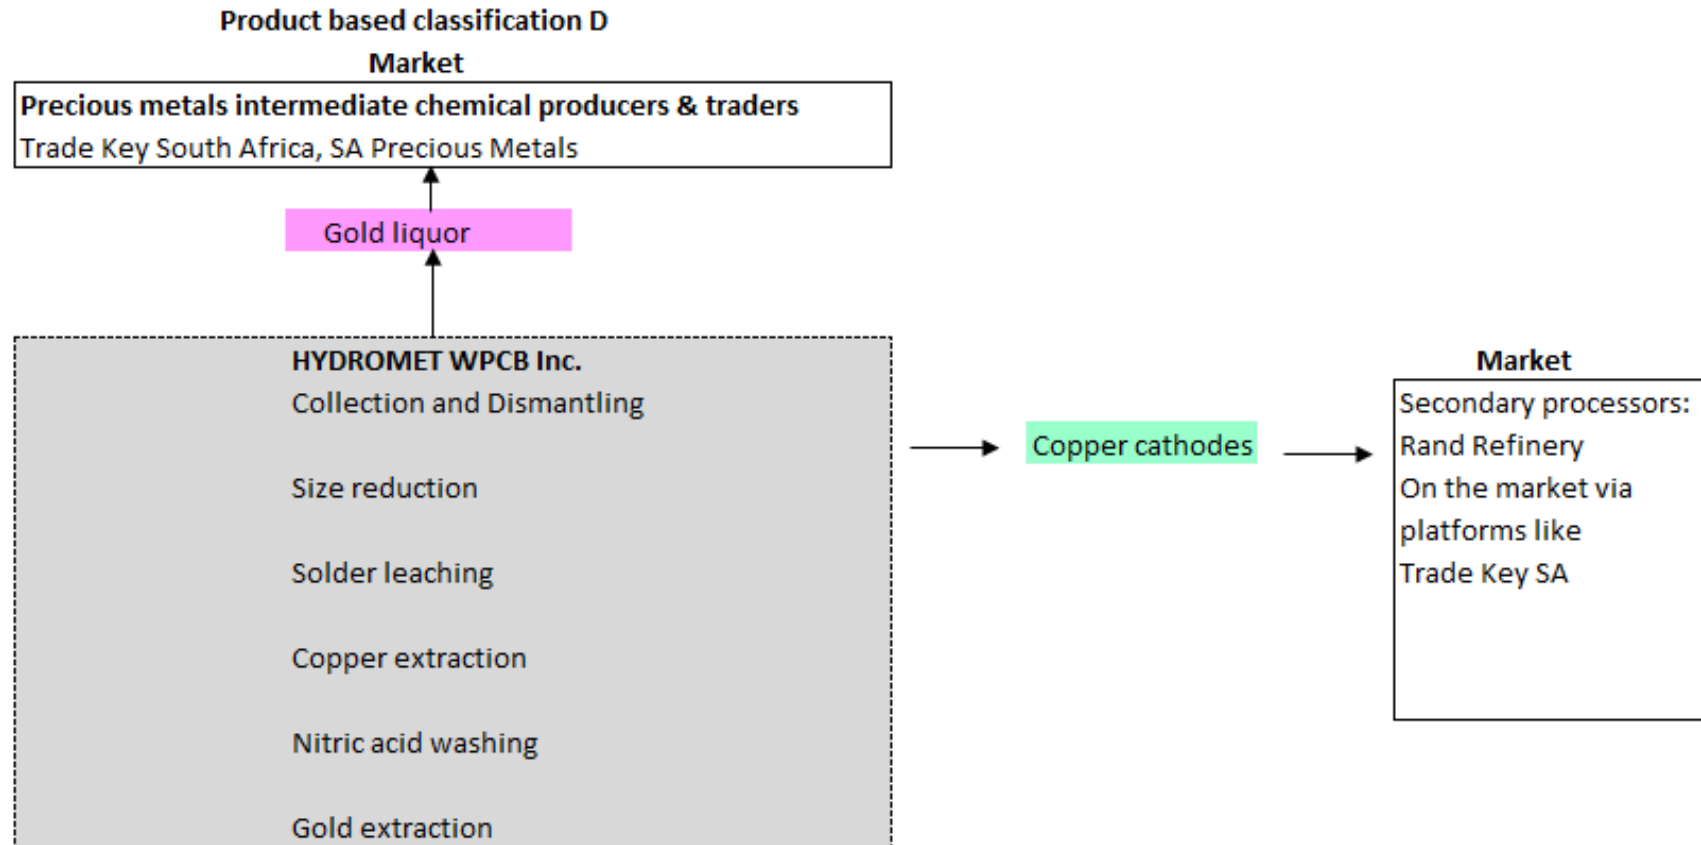 Product based classification D
Market
Precious metals intermediate chemical producers & traders
Trade Key South Africa, SA Precious Metals
Gold liquor
HYDROMET WPCB Inc.
Collection and Dismantling
Size reduction
Solder leaching
Copper extraction
Nitric acid washing
Gold extraction
Copper cathodes
Market
Secondary processors:
Rand Refinery
On the market via
platforms like
Trade Key SA